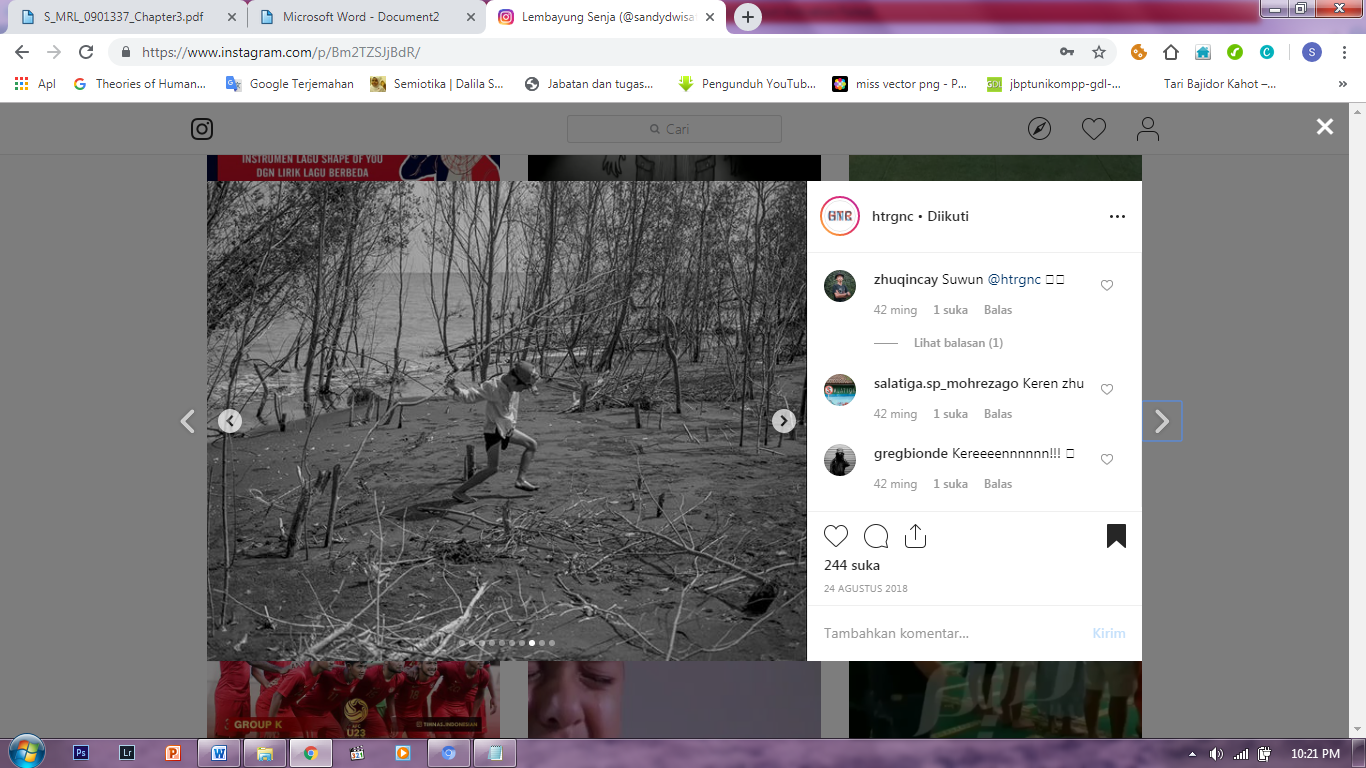 S_MRL_0901337_Chapter3.pdf
Microsoft Word - Document2
Lembayung Senja (@sandydwisa
https://www.instagram.com/p/Bm2TZSJjBdR/
S
Apl
Theories of Human...
Google Terjemahan
Semiotika | Dalila S...
Jabatan dan tugas...
Pengunduh YouTub...
miss vector png - P...
jbptunikompp-gdl-...
Tari Bajidor Kahot –...
Cari
INSTRUMEN LAGU SHAPE OF YOU
DGN LIRIK LAGU BERBEDA
htrgnc • Diikuti
zhuqincay Suwun @htrgnc
42 ming 1 suka Balas
Lihat balasan (1)
salatiga.sp_mohrezago Keren zhu
42 ming 1 suka Balas
gregbionde Kereeeennnnnn!!!
42 ming 1 suka Balas
244 suka
24 AGUSTUS 2018
Tambahkan komentar...
Kirim
GROUP K
U23
10:21 PM